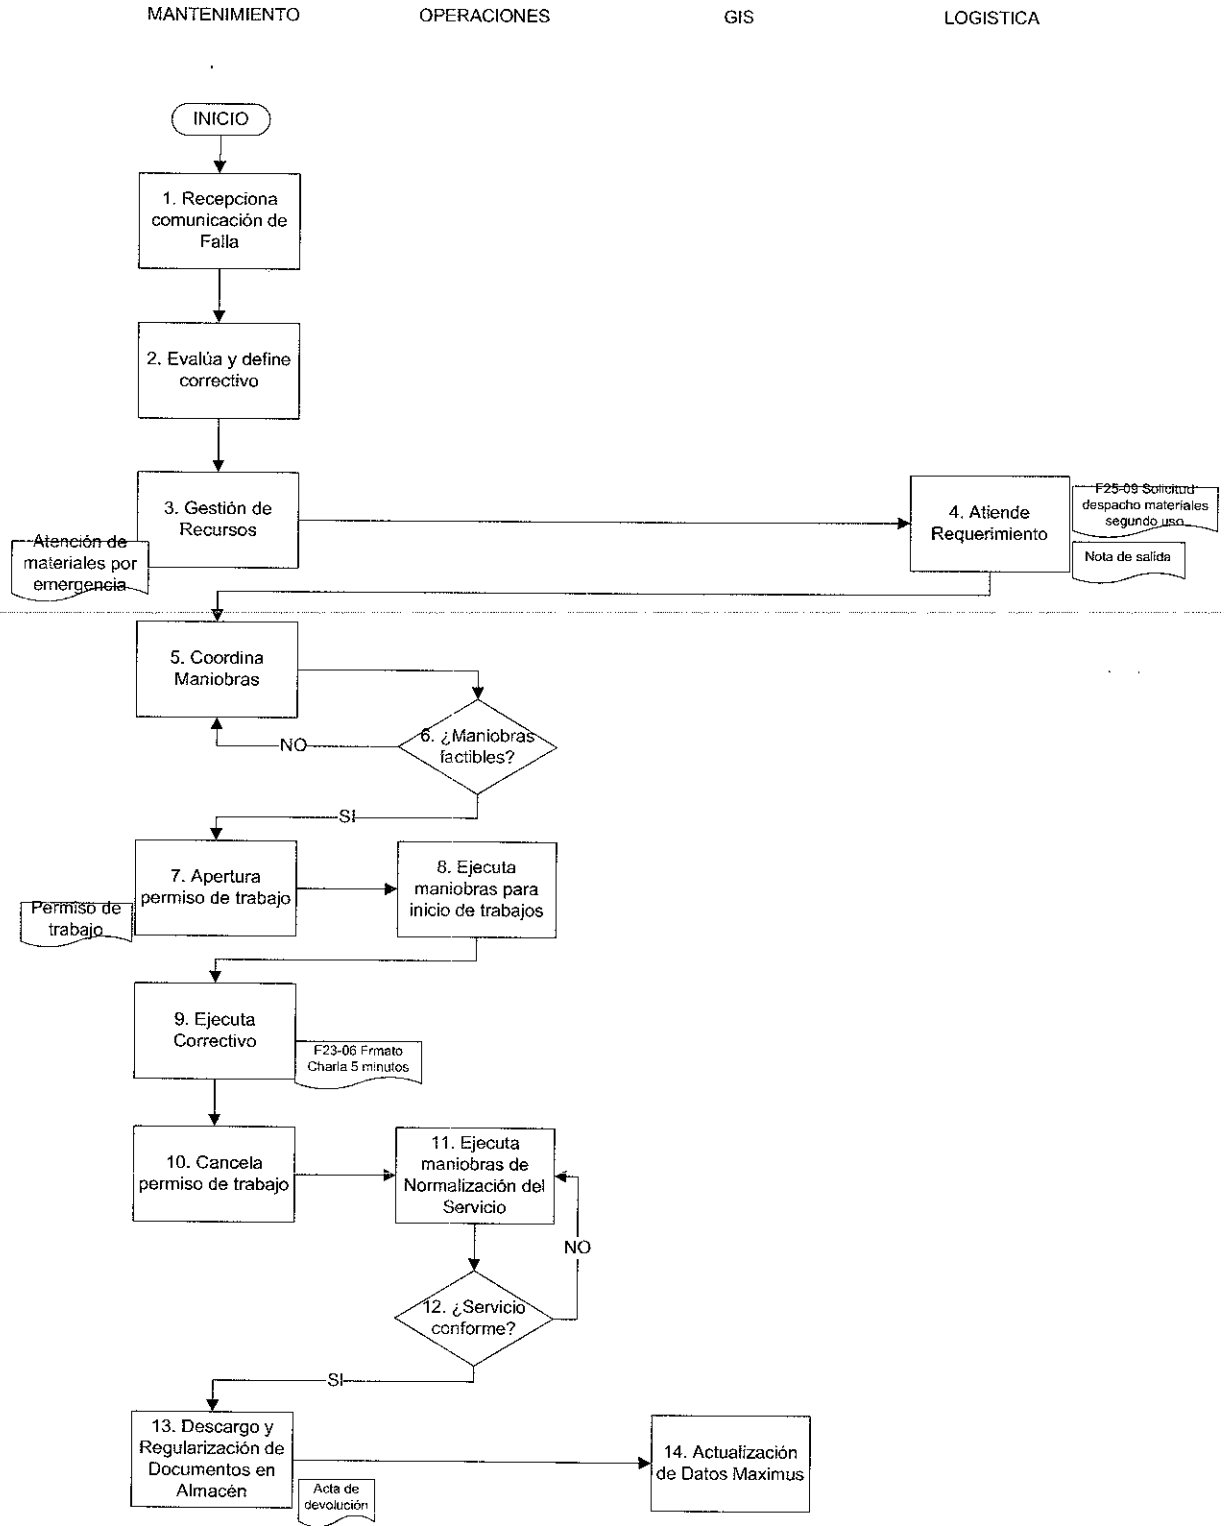 MANTENIMIENTO
OPERACIONES
GIS
LOGISTICA
INICIO
1. Recepciona
comunicación de
Falla
2. Evalúa y define
correctivo
3. Gestión de
Recursos
Atención de
materiales por
emergencia
4. Atiende
Requerimiento
F25-09 Solicitud
despacho materiales
segundo uso
Nota de salida
5. Coordina
Maniobras
6. ¿Maniobras
factibles?
NO
SI
7. Apertura
permiso de trabajo
Permiso de
trabajo
8. Ejecuta
maniobras para
inicio de trabajos
9. Ejecuta
Correctivo
F23-06 Frmato
Charla 5 minutos
10. Cancela
permiso de trabajo
11. Ejecuta
maniobras de
Normalización del
Servicio
NO
12. ¿Servicio
conforme?
SI
13. Descargo y
Regularización de
Documentos en
Almacén
Acta de
devolución
14. Actualización
de Datos Maximus